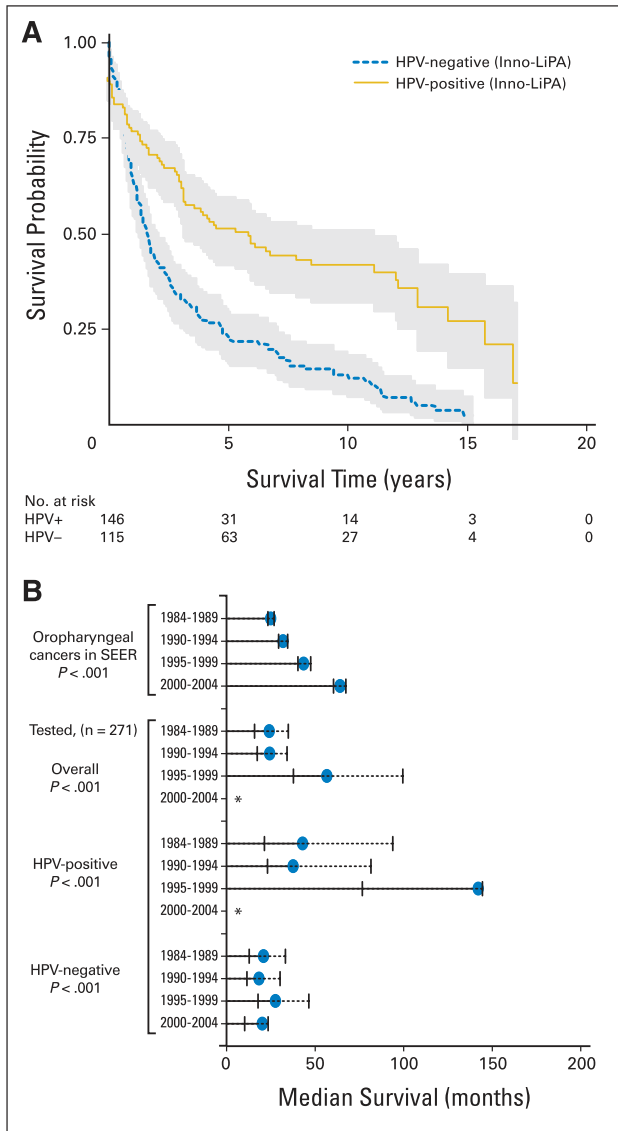 A
1.00
0.75
0.50
0.25
Survival Probability
HPV-negative (Inno-LiPA)
HPV-positive (Inno-LiPA)
0 5 10 15 20
Survival Time (years)
No. at risk
HPV+ 146 31 14 3 0
HPV– 115 63 27 4 0
B
Oropharyngeal
cancers in SEER
P < .001
1984-1989
1990-1994
1995-1999
2000-2004
Tested, (n = 271)
Overall
P < .001
1984-1989
1990-1994
1995-1999
2000-2004 *
HPV-positive
P < .001
1984-1989
1990-1994
1995-1999
2000-2004 *
HPV-negative
P < .001
1984-1989
1990-1994
1995-1999
2000-2004
0 50 100 150 200
Median Survival (months)